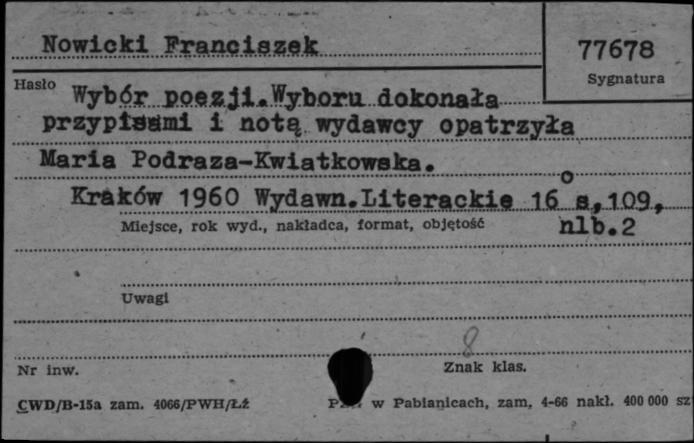 Nowicki Franciszek
77678
Sygnatura
Hasło
Wybór poezji.Wyboru dokonała
przypisami i notą wydawcy opatrzyła
Maria Podraza-Kwiatkowska.
Kraków 1960 Wydawn.Literackie 16° s,109,
Miejsce, rok wyd., nakładca, format, objętość
nlb.2
Uwagi
8
Nr inw.
Znak klas.
CWD/B-15a zam. 4066/PWH/Łź
w Pabianicach, zam, 4-66 nakł. 400 000 sz